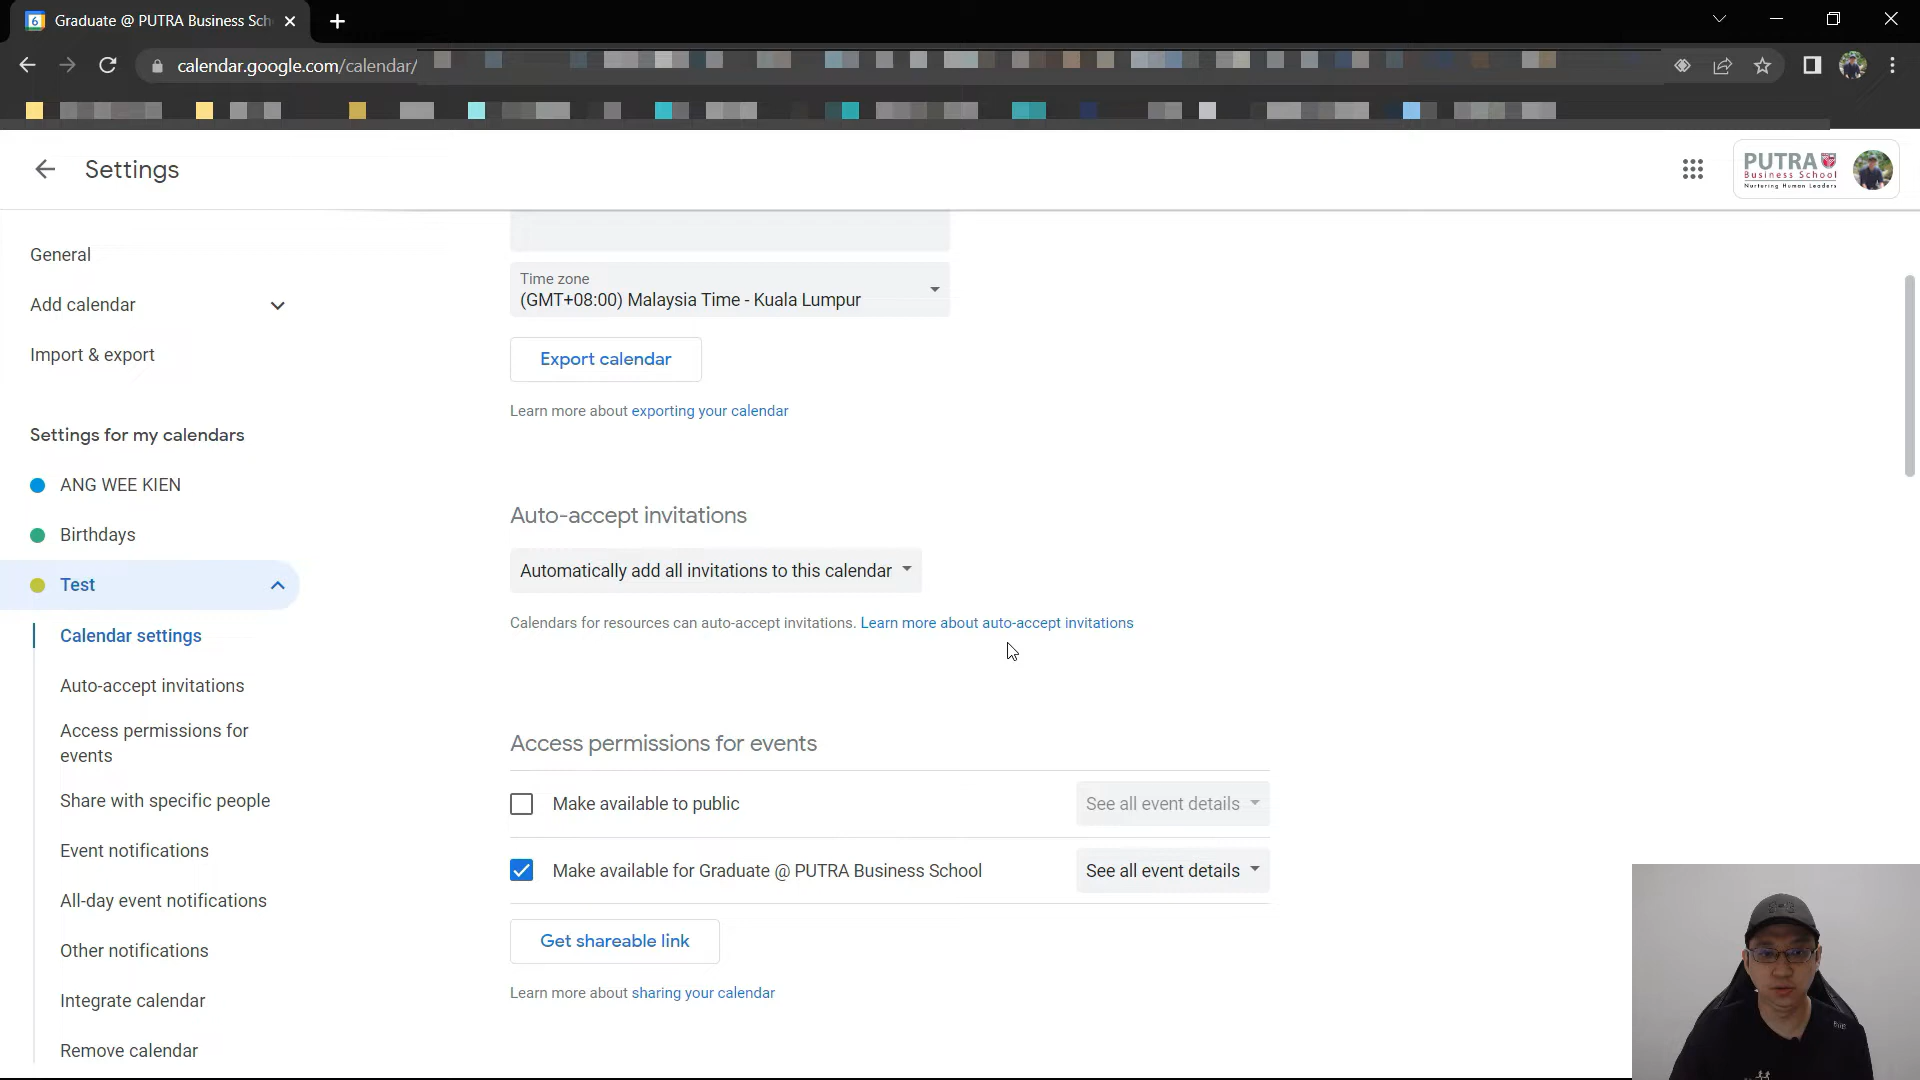 Graduate @ PUTRA Business Sch
calendar.google.com/calendar/
Settings
PUTRA
Business School
Nurturing Human Leaders
General
Add calendar
Import & export
Settings for my calendars
ANG WEE KIEN
Birthdays
Test
Calendar settings
Auto-accept invitations
Access permissions for
events
Share with specific people
Event notifications
All-day event notifications
Other notifications
Integrate calendar
Remove calendar
Time zone
(GMT+08:00) Malaysia Time - Kuala Lumpur
Export calendar
Learn more about exporting your calendar
Auto-accept invitations
Automatically add all invitations to this calendar
Calendars for resources can auto-accept invitations. Learn more about auto-accept invitations
Access permissions for events
Make available to public See all event details
Make available for Graduate @ PUTRA Business School See all event details
Get shareable link
Learn more about sharing your calendar